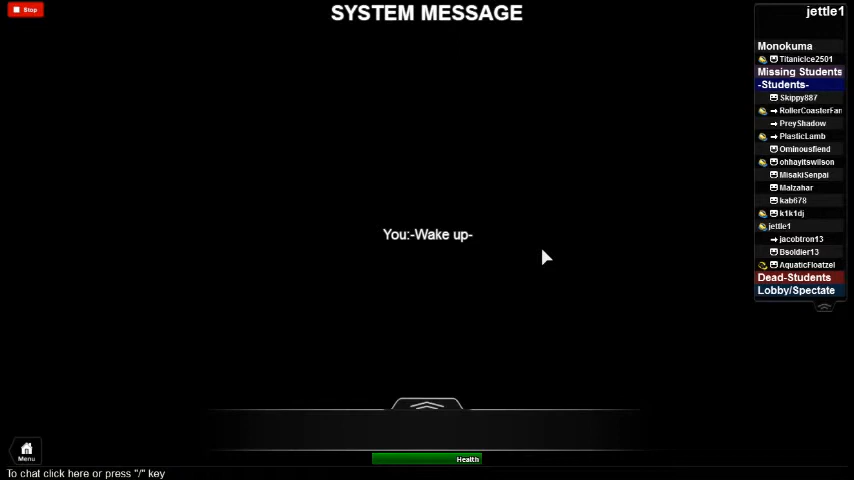 Stop
SYSTEM MESSAGE
jettle1
Monokuma
TitanicIce2501
Missing Students
-Students-
Skippy887
RollerCoasterFan
PreyShadow
PlasticLamb
Ominousfiend
ohhayitswilson
MisakiSenpai
Malzahar
kab678
k1k1dj
jettle1
jacobtron13
Bsoldier13
AquaticFloatzel
Dead-Students
Lobby/Spectate
You:-Wake up-
Menu
Health
To chat click here or press "/" key